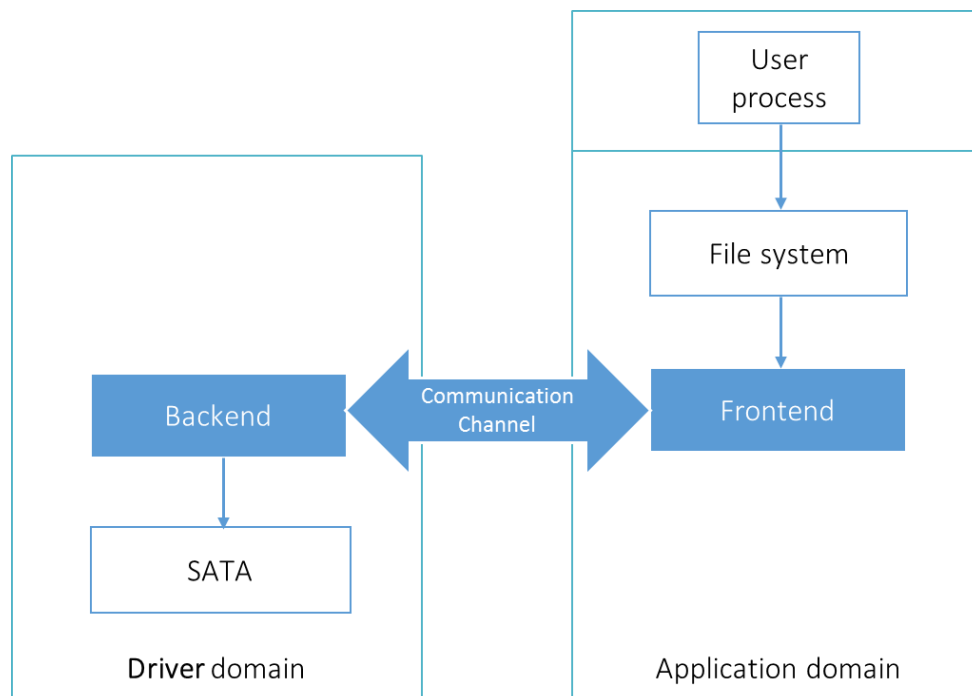 User
process
File system
Backend
Communication
Channel
Frontend
SATA
Driver domain
Application domain